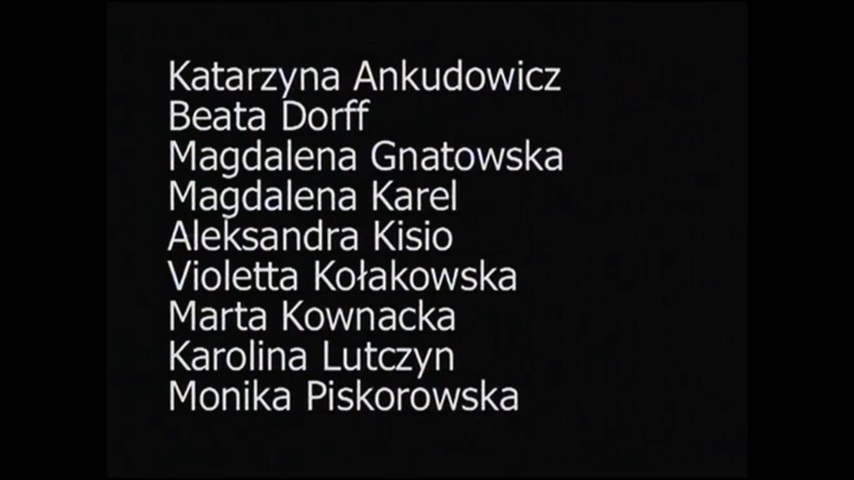 Katarzyna Ankudowicz
Beata Dorff
Magdalena Gnatowska
Magdalena Karel
Aleksandra Kisio
Violetta Kołakowska
Marta Kownacka
Karolina Lutczyn
Monika Piskorowska